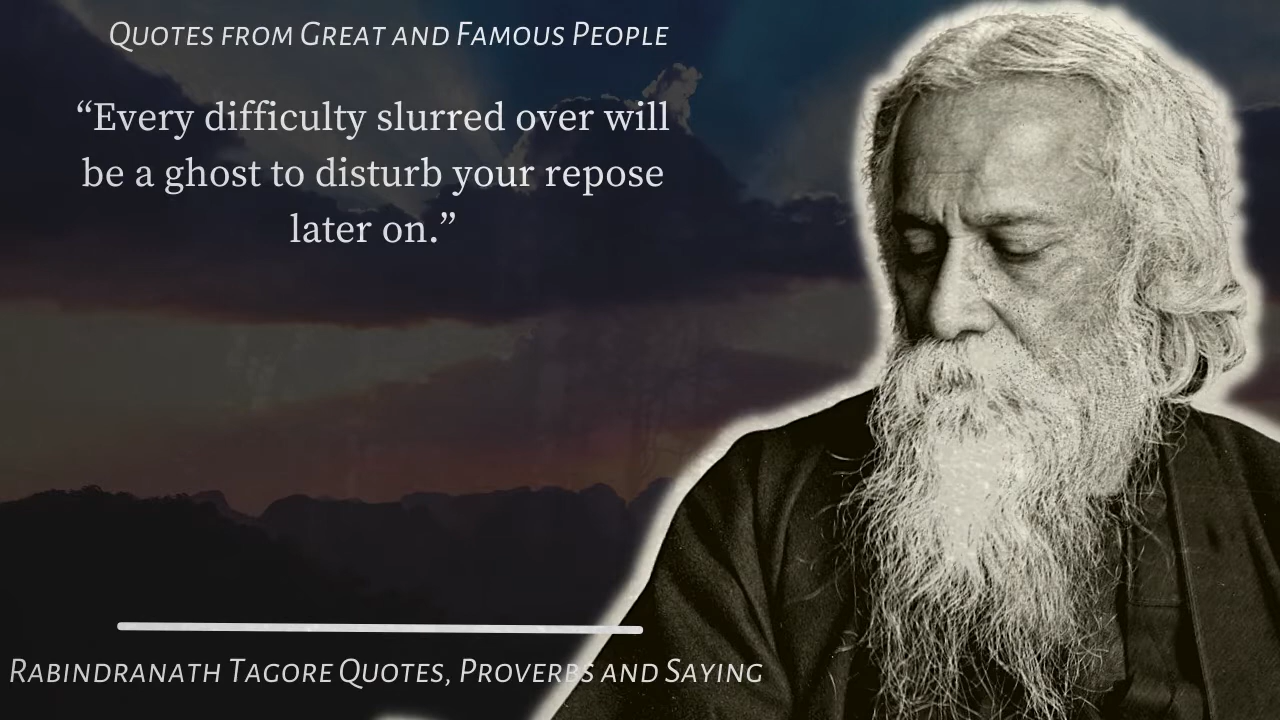 Quotes from Great and Famous People
“Every difficulty slurred over will
be a ghost to disturb your repose
later on.”
Rabindranath Tagore Quotes, Proverbs and Saying